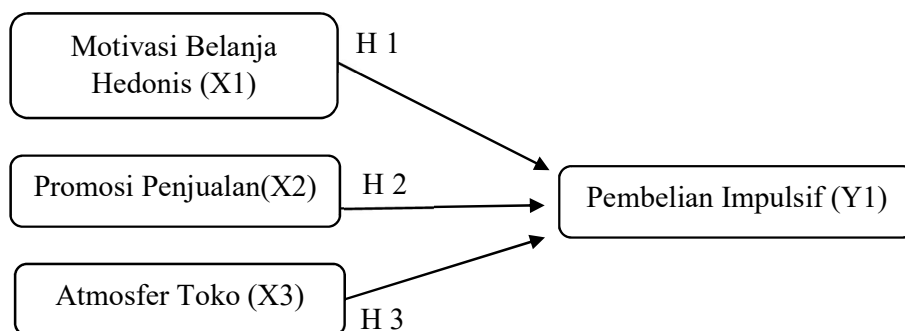 Motivasi Belanja
Hedonis (X1)
H 1
Promosi Penjualan(X2)
H 2
Pembelian Impulsif (Y1)
Atmosfer Toko (X3)
H 3